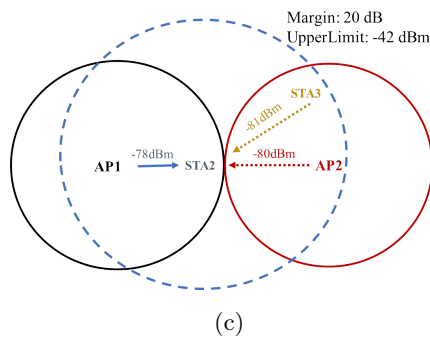 Margin: 20 dB
UpperLimit: -42 dBm
STA3
-81dBm
-78dBm
-80dBm
AP1
STA2
AP2
(c)